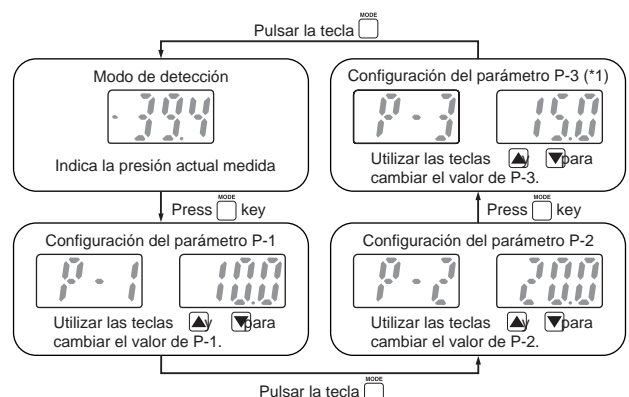 Pulsar la tecla MODE
Modo de detección
-39.4
Indica la presión actual medida
Configuración del parámetro P-3 (*1)
P-3 15.0
Utilizar las teclas ▲y ▼para
cambiar el valor de P-3.
Press MODE key
Press MODE key
Configuración del parámetro P-1
P-1 10.0
Utilizar las teclas ▲y ▼para
cambiar el valor de P-1.
Configuración del parámetro P-2
P-2 20.0
Utilizar las teclas ▲y ▼para
cambiar el valor de P-2.
Pulsar la tecla MODE